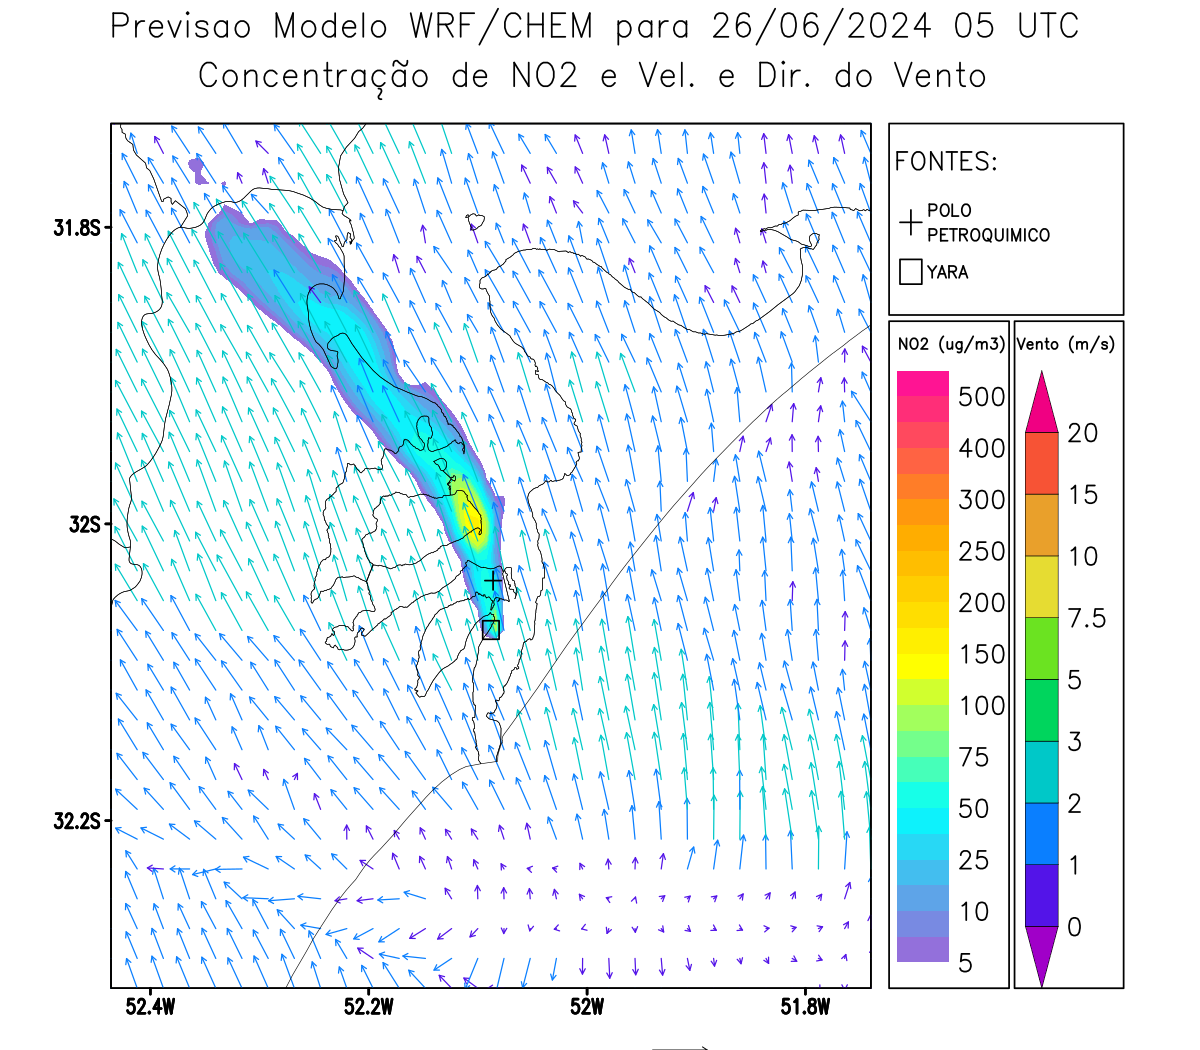 Previsao Modelo WRF/CHEM para 26/06/2024 05 UTC
Concentração de NO2 e Vel. e Dir. do Vento
FONTES:
POLO
PETROQUIMICO
YARA
31.8S
32S
32.2S
52.4W
52.2W
52W
51.8W
NO2 (ug/m3)
500
400
300
250
200
150
100
75
50
25
10
5
Vento (m/s)
20
15
10
7.5
5
3
2
1
0